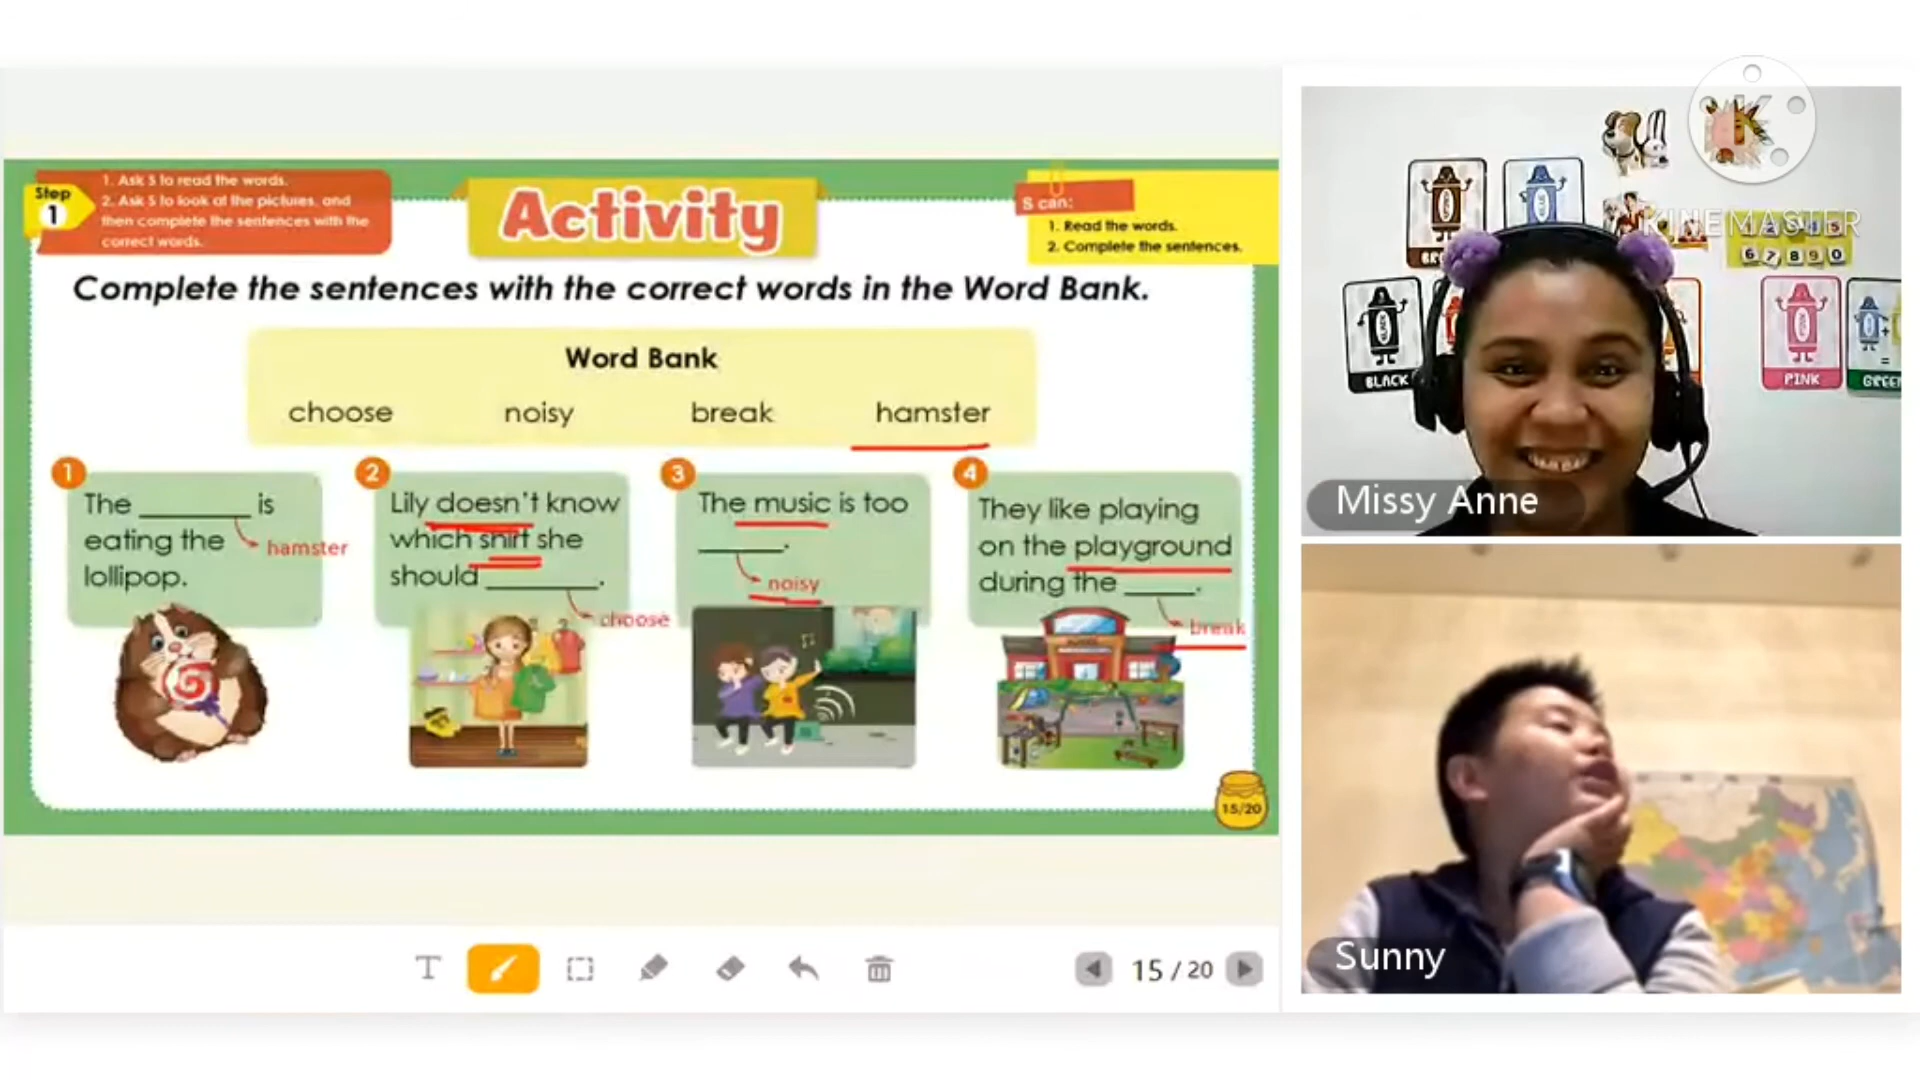 Step
1
1. Ask S to read the words.
2. Ask S to look at the pictures, and
then complete the sentences with the
correct words.
Activity
S can:
1. Read the words.
2. Complete the sentences.
Complete the sentences with the correct words in the Word Bank.
Word Bank
choose noisy break hamster
1
The ________ is
eating the
lollipop.
hamster
2
Lily doesn't know
which shirt she
should ________.
choose
3
The music is too
______.
noisy
4
They like playing
on the playground
during the _____.
break
15/20
T
15 / 20
K
KINEMASTER
6 7 8 9 0
BLACK
BLACK
PINK
Missy Anne
Sunny